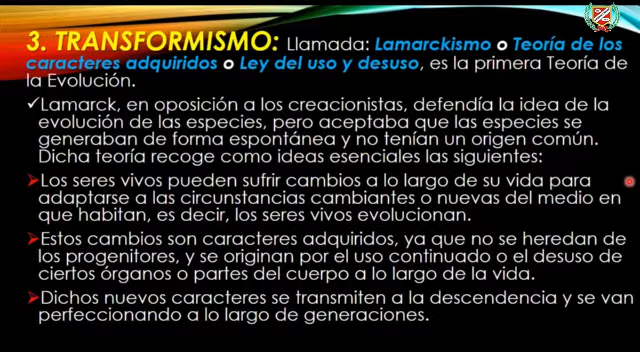 3. TRANSFORMISMO: Llamada: Lamarckismo o Teoría de los
caracteres adquiridos o Ley del uso y desuso, es la primera Teoría de
la Evolución.
✓Lamarck, en oposición a los creacionistas, defendía la idea de la
evolución de las especies, pero aceptaba que las especies se
generaban de forma espontánea y no tenían un origen común.
Dicha teoría recoge como ideas esenciales las siguientes:
➤Los seres vivos pueden sufrir cambios a lo largo de su vida para
adaptarse a las circunstancias cambiantes o nuevas del medio en
que habitan, es decir, los seres vivos evolucionan.
➤Estos cambios son caracteres adquiridos, ya que no se heredan de
los progenitores, y se originan por el uso continuado o el desuso de
ciertos órganos o partes del cuerpo a lo largo de la vida.
➤Dichos nuevos caracteres se transmiten a la descendencia y se van
perfeccionando a lo largo de generaciones.